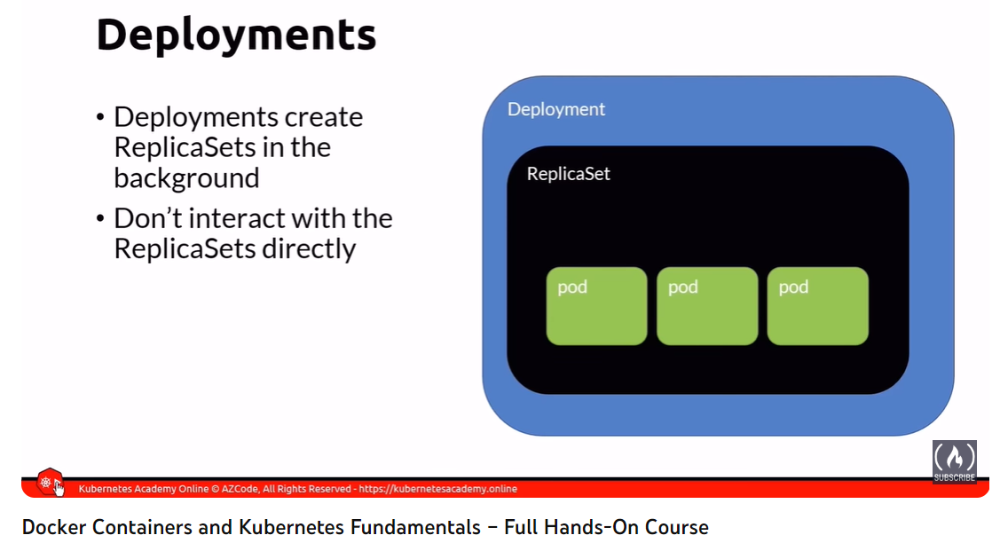 Deployments
• Deployments create
ReplicaSets in the
background
• Don’t interact with the
ReplicaSets directly
Deployment
ReplicaSet
pod
pod
pod
SUBSCRIBE
Kubernetes Academy Online © AZCode, All Rights Reserved - https://kubernetesacademy.online
Docker Containers and Kubernetes Fundamentals – Full Hands-On Course